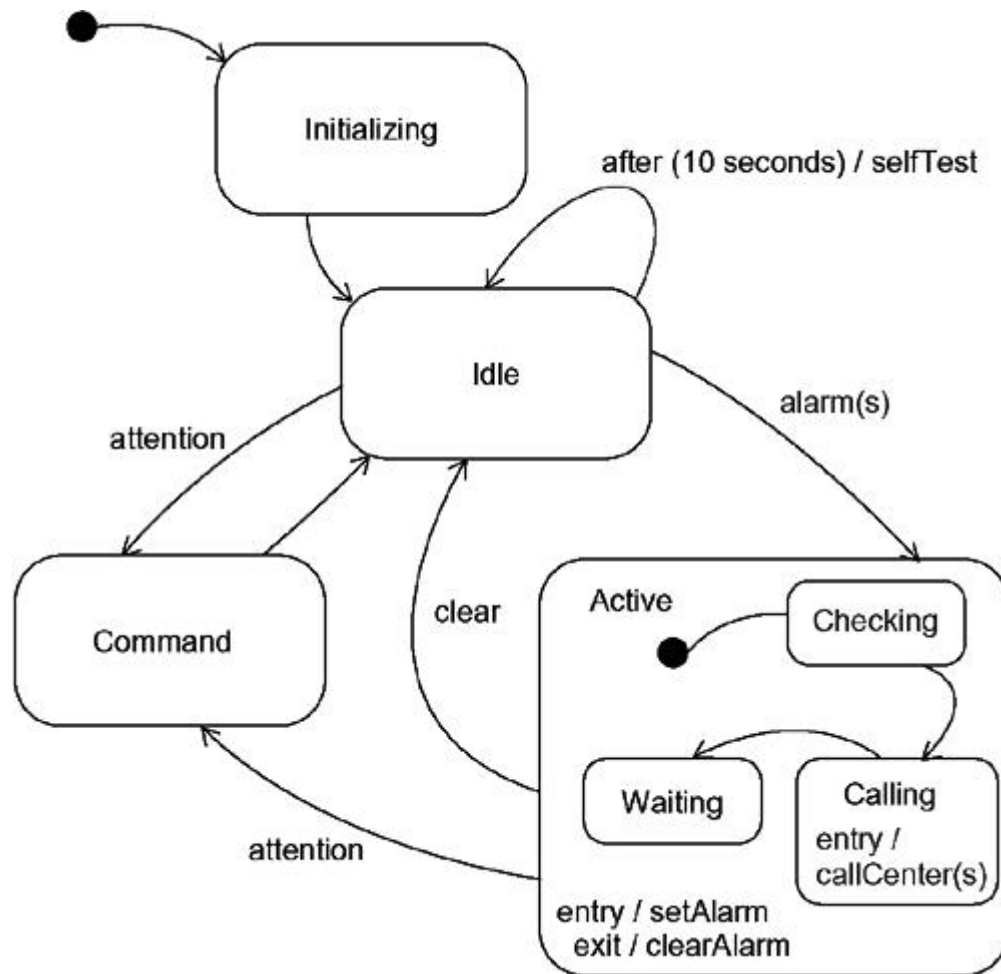 Initializing
after (10 seconds) / selfTest
Idle
alarm(s)
attention
Active
Checking
clear
Command
Waiting
Calling
entry /
callCenter(s)
attention
entry / setAlarm
exit / clearAlarm